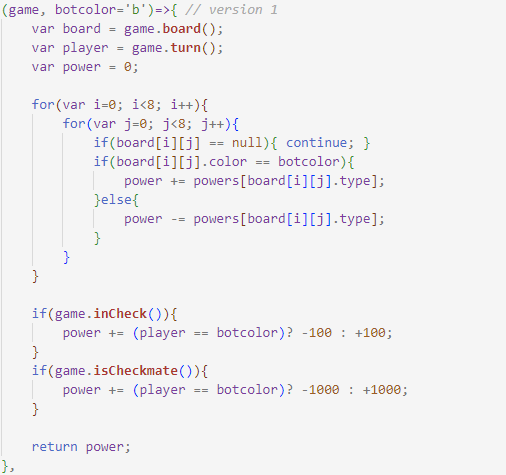 (game, botcolor='b')=>{ // version 1
    var board = game.board();
    var player = game.turn();
    var power = 0;

    for(var i=0; i<8; i++){
        for(var j=0; j<8; j++){
            if(board[i][j] == null){ continue; }
            if(board[i][j].color == botcolor){
                power += powers[board[i][j].type];
            }else{
                power -= powers[board[i][j].type];
            }
        }
    }

    if(game.inCheck()){
        power += (player == botcolor)? -100 : +100;
    }
    if(game.isCheckmate()){
        power += (player == botcolor)? -1000 : +1000;
    }

    return power;
},